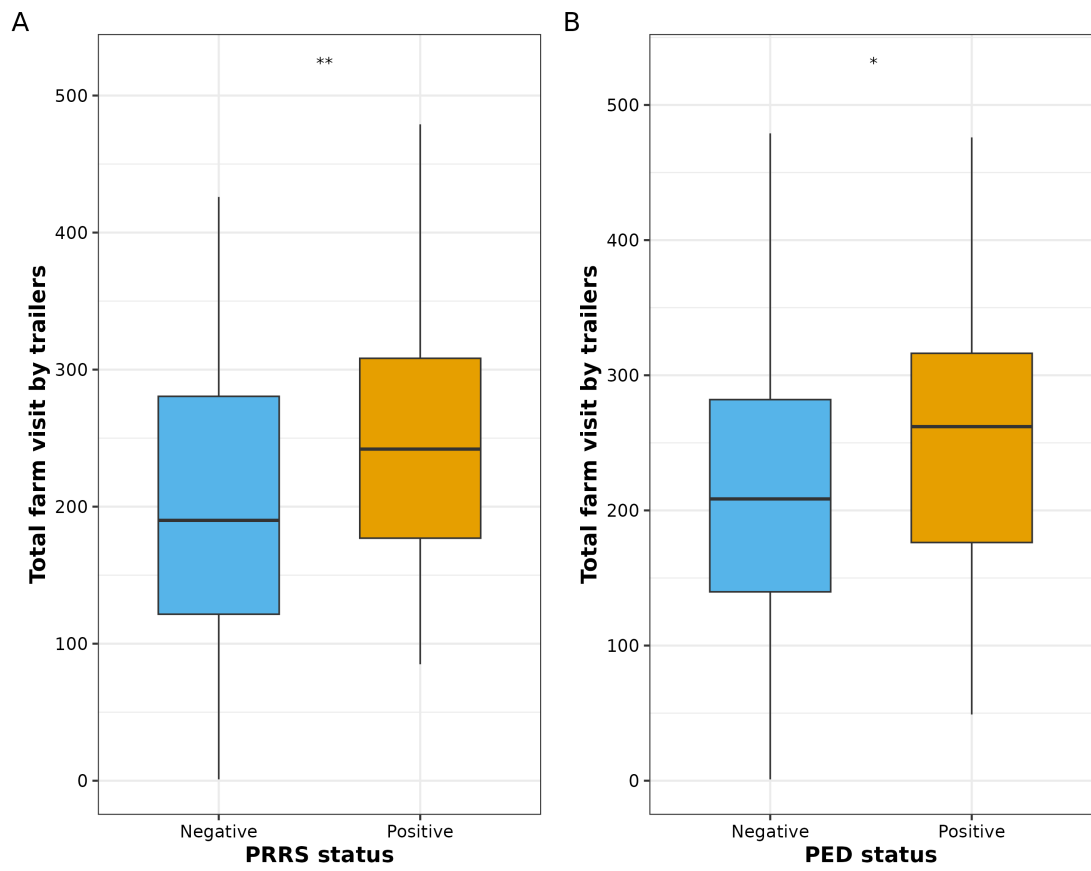 A
**
500
400
300
200
100
0
Total farm visit by trailers
Negative
Positive
PRRS status
B
*
500
400
300
200
100
0
Total farm visit by trailers
Negative
Positive
PED status